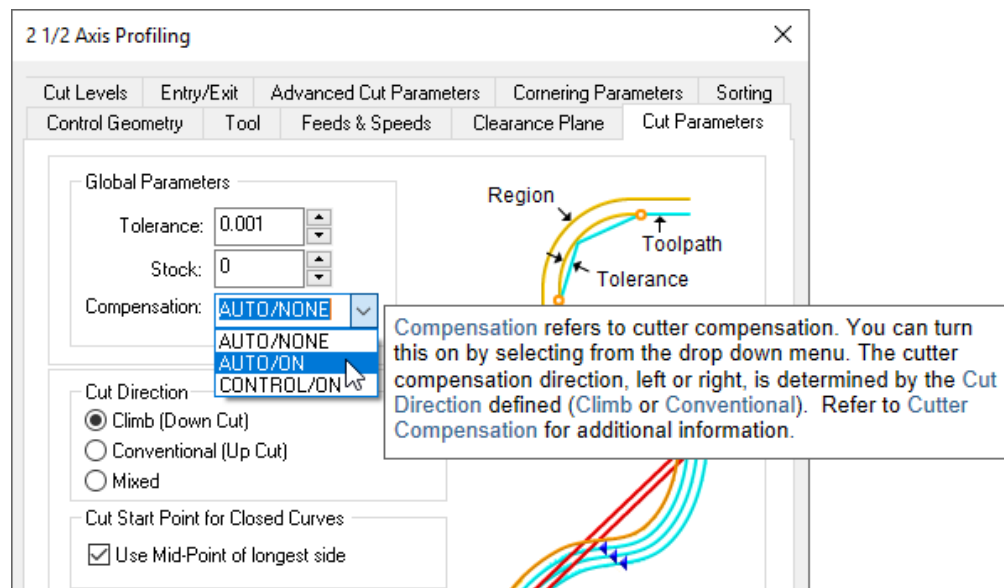 2 1/2 Axis Profiling
Cut Levels Entry/Exit Advanced Cut Parameters Cornering Parameters Sorting
Control Geometry Tool Feeds & Speeds Clearance Plane Cut Parameters
Global Parameters
Tolerance: 0.001
Stock: 0
Compensation: AUTO/NONE
AUTO/NONE
AUTO/ON
CONTROL/ON
Region
Toolpath
Tolerance
Compensation refers to cutter compensation. You can turn
this on by selecting from the drop down menu. The cutter
compensation direction, left or right, is determined by the Cut
Direction defined (Climb or Conventional). Refer to Cutter
Compensation for additional information.
Cut Direction
Climb (Down Cut)
Conventional (Up Cut)
Mixed
Cut Start Point for Closed Curves
Use Mid-Point of longest side